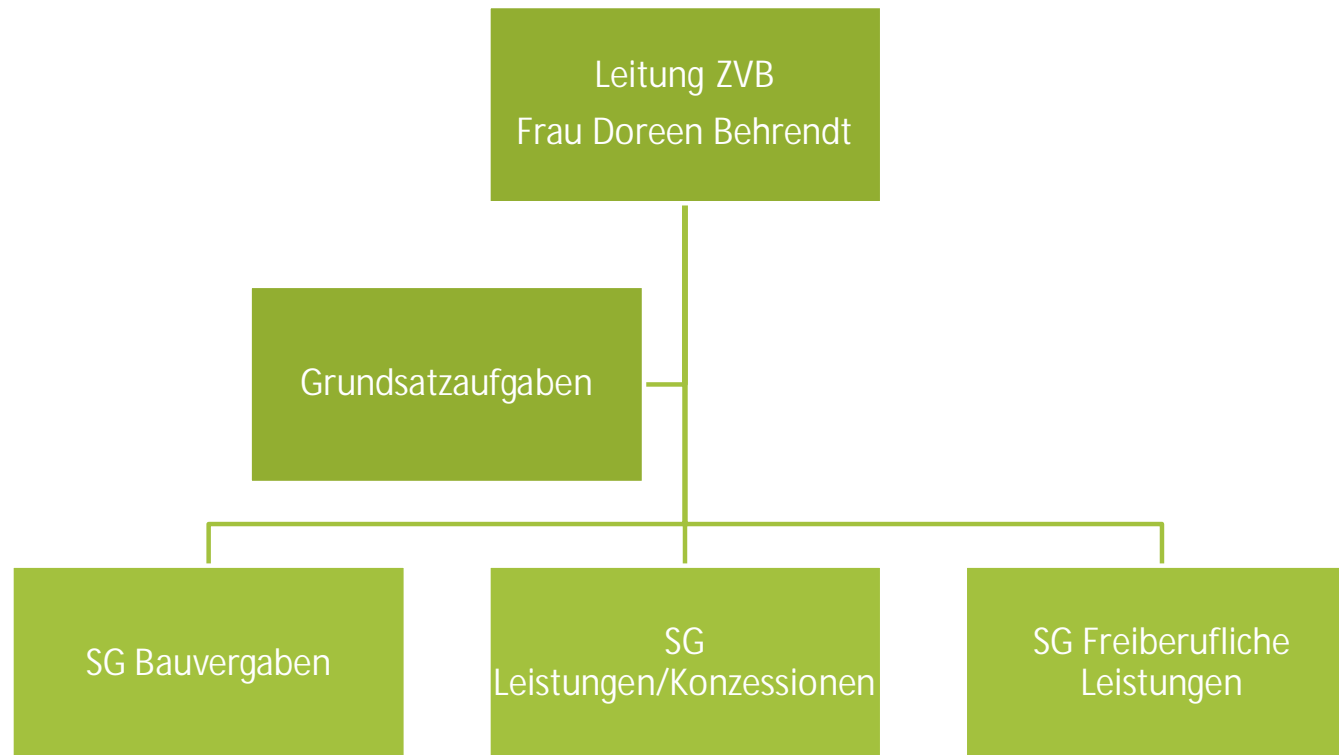 Leitung ZVB
Frau Doreen Behrendt
Grundsatzaufgaben
SG Bauvergaben
SG
Leistungen/Konzessionen
SG Freiberufliche
Leistungen